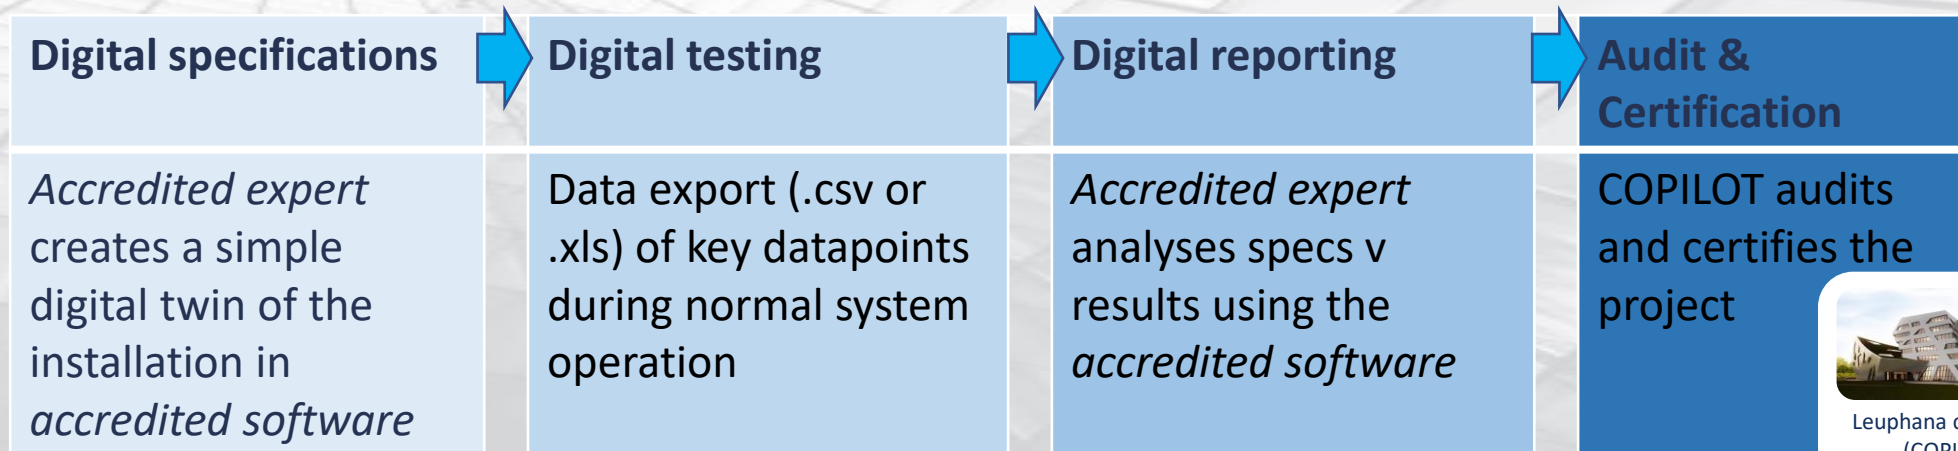 Digital specifications
Digital testing
Digital reporting
Audit &
Certification
Accredited expert
creates a simple
digital twin of the
installation in
accredited software
Data export (.csv or
.xls) of key datapoints
during normal system
operation
Accredited expert
analyses specs v
results using the
accredited software
COPILOT audits
and certifies the
project
Leuphana